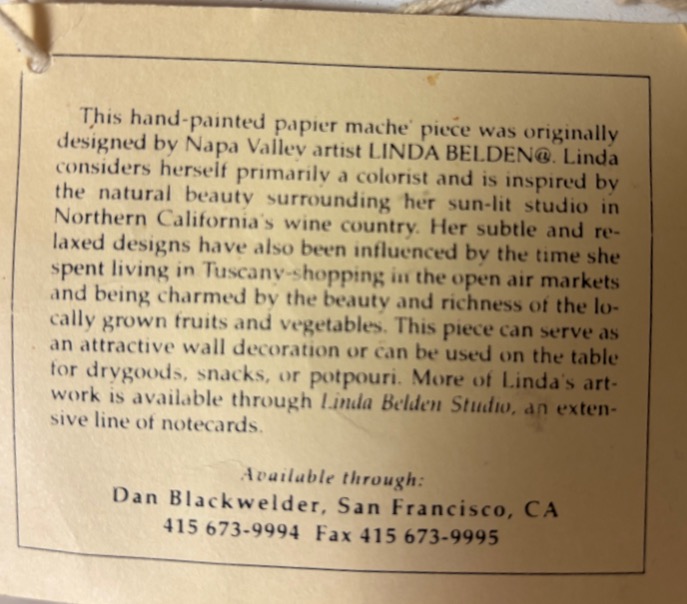 This hand-painted papier mache' piece was originally
designed by Napa Valley artist LINDA BELDEN@. Linda
considers herself primarily a colorist and is inspired by
the natural beauty surrounding her sun-lit studio in
Northern California's wine country. Her subtle and re-
laxed designs have also been influenced by the time she
spent living in Tuscany-shopping in the open air markets
and being charmed by the beauty and richness of the lo-
cally grown fruits and vegetables. This piece can serve as
an attractive wall decoration or can be used on the table
for drygoods, snacks, or potpouri. More of Linda's art-
work is available through Linda Belden Studio, an exten-
sive line of notecards.
Available through:
Dan Blackwelder, San Francisco, CA
415 673-9994 Fax 415 673-9995